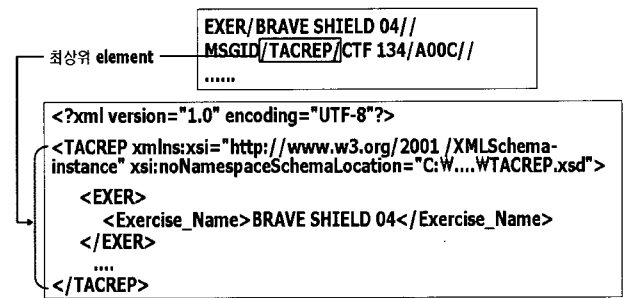 EXER/BRAVE SHIELD 04//
MSGID/TACREP/CTF 134/A00C//
......
최상위 element
<?xml version="1.0" encoding="UTF-8"?>
<TACREP xmlns:xsi="http://www.w3.org/2001 /XMLSchema-
instance" xsi:noNamespaceSchemaLocation="C:₩....₩TACREP.xsd">
<EXER>
<Exercise_Name>BRAVE SHIELD 04</Exercise_Name>
</EXER>
....
</TACREP>